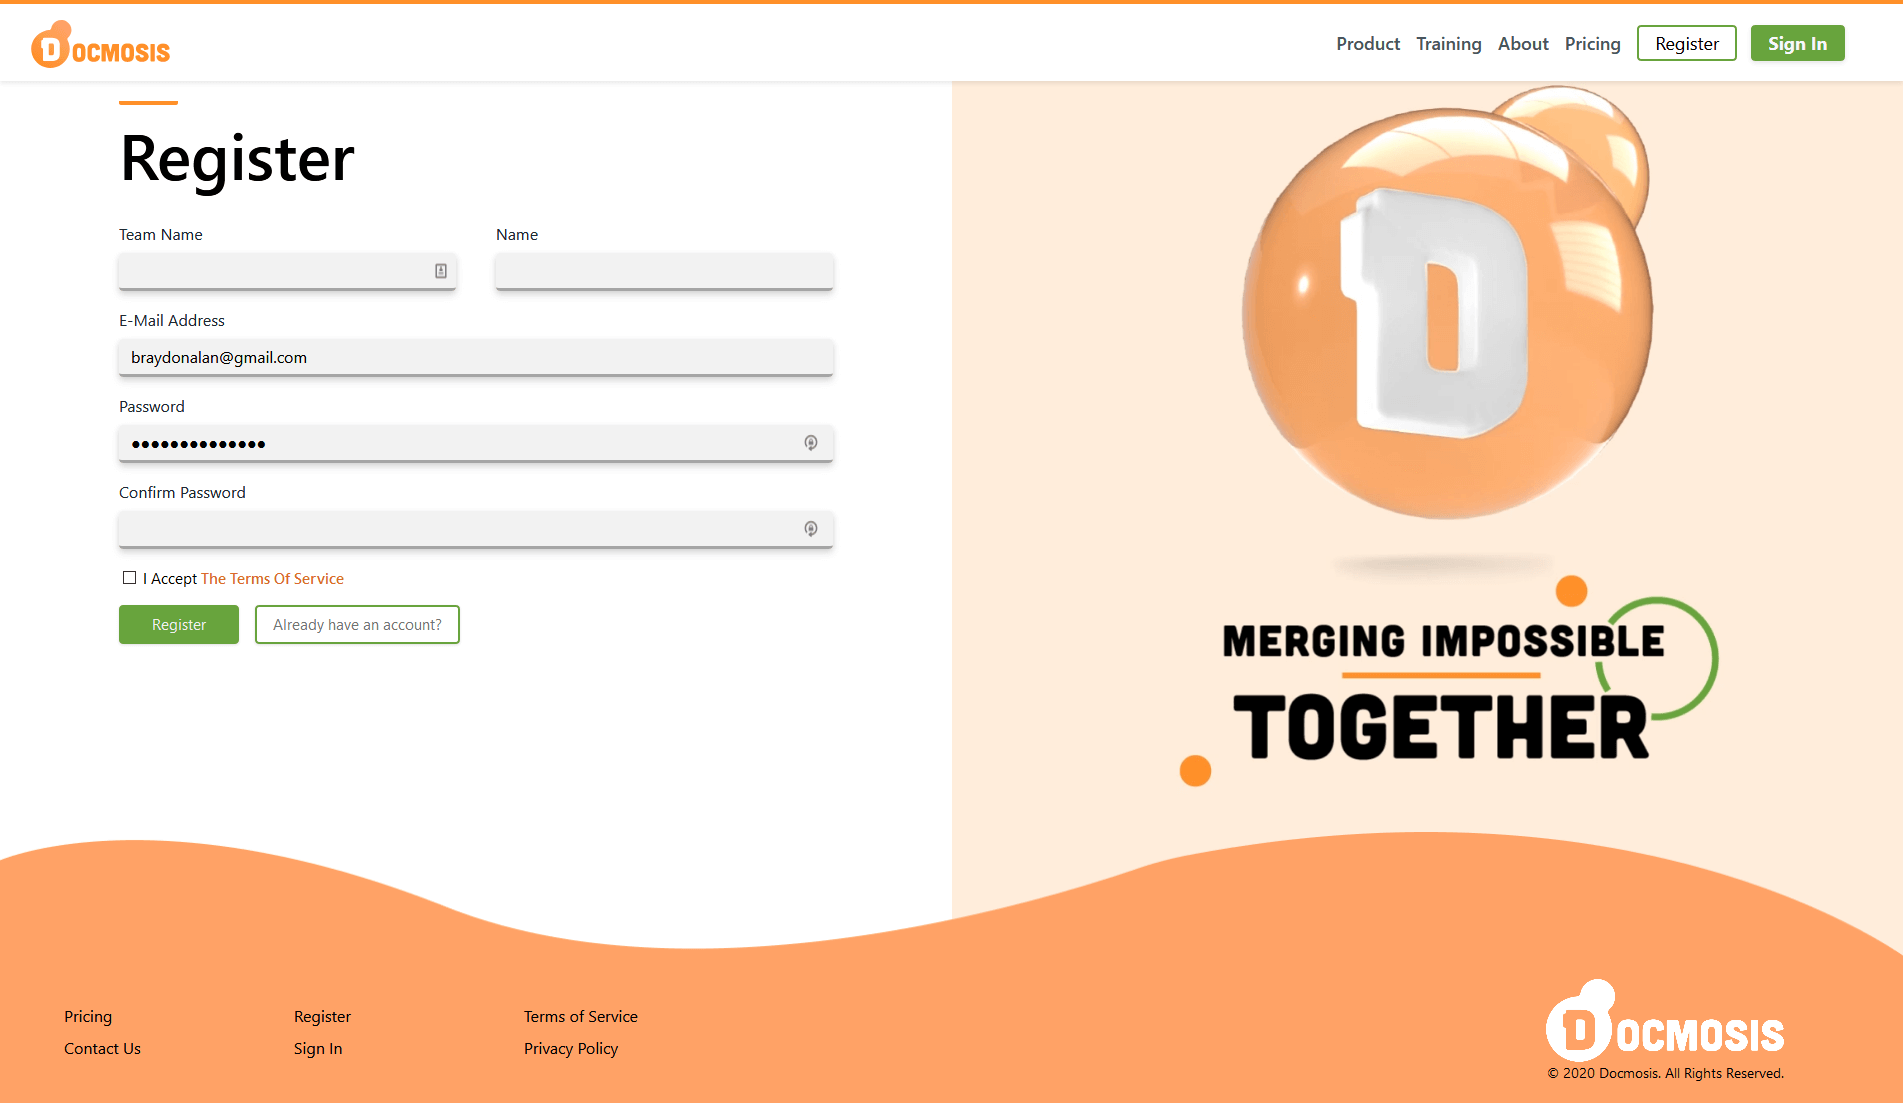 DOCMOSIS
Product Training About Pricing Register Sign In
Register
Team Name Name
E-Mail Address
braydonalan@gmail.com
Password
●●●●●●●●●●●●●●
Confirm Password
I Accept The Terms Of Service
Register Already have an account?
D
MERGING IMPOSSIBLE
TOGETHER
Pricing Register Terms of Service
Contact Us Sign In Privacy Policy
DOCMOSIS
© 2020 Docmosis. All Rights Reserved.